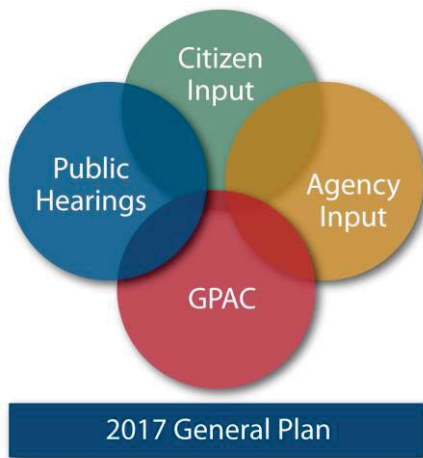 Citizen
Input
Public
Hearings
Agency
Input
GPAC
2017 General Plan